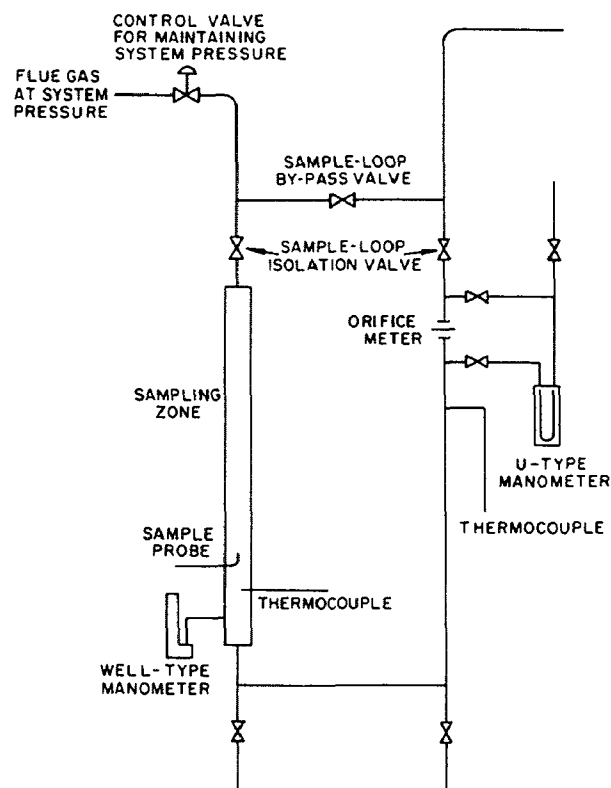 CONTROL VALVE
FOR MAINTAINING
SYSTEM PRESSURE
FLUE GAS
AT SYSTEM
PRESSURE
SAMPLE-LOOP
BY-PASS VALVE
SAMPLE-LOOP
ISOLATION VALVE
ORIFICE
METER
SAMPLING
ZONE
U-TYPE
MANOMETER
THERMOCOUPLE
SAMPLE
PROBE
THERMOCOUPLE
WELL-TYPE
MANOMETER